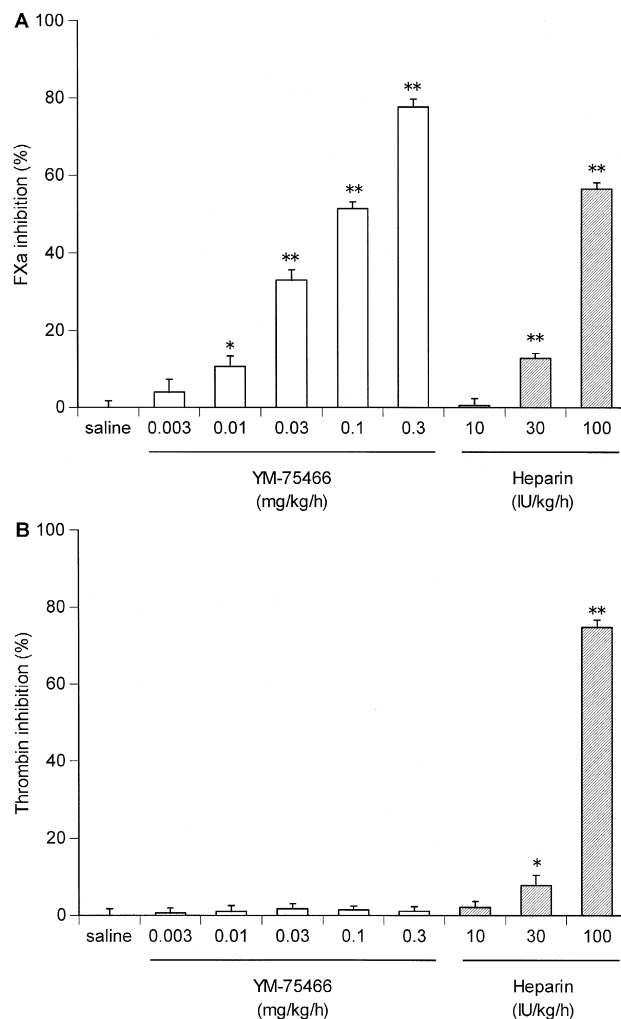 A
100
80
60
40
20
0
FXa inhibition (%)
*
**
**
**
**
**
saline 0.003 0.01 0.03 0.1 0.3 10 30 100
YM-75466 Heparin
(mg/kg/h) (IU/kg/h)
B
100
80
60
40
20
0
Thrombin inhibition (%)
*
**
saline 0.003 0.01 0.03 0.1 0.3 10 30 100
YM-75466 Heparin
(mg/kg/h) (IU/kg/h)